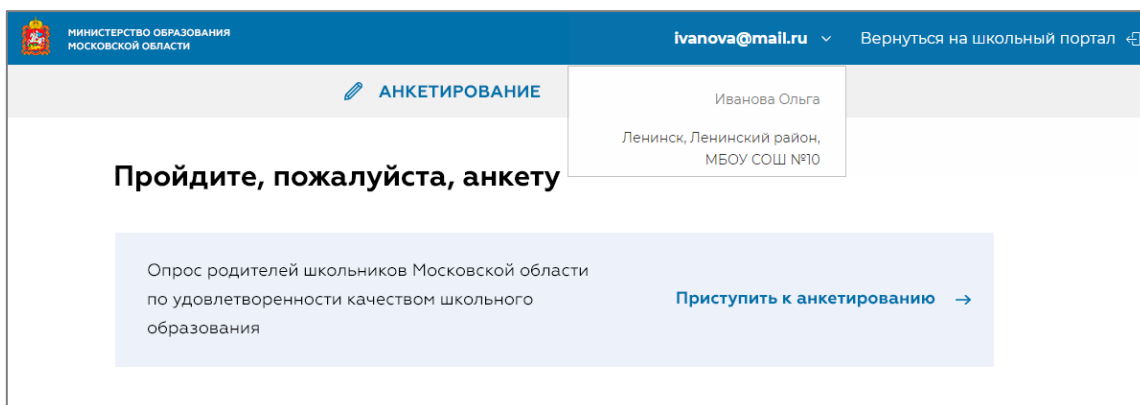 МИНИСТЕРСТВО ОБРАЗОВАНИЯ
МОСКОВСКОЙ ОБЛАСТИ
ivanova@mail.ru
Вернуться на школьный портал
АНКЕТИРОВАНИЕ
Иванова Ольга
Ленинск, Ленинский район,
МБОУ СОШ №10
Пройдите, пожалуйста, анкету
Опрос родителей школьников Московской области
по удовлетворенности качеством школьного
образования
Приступить к анкетированию →